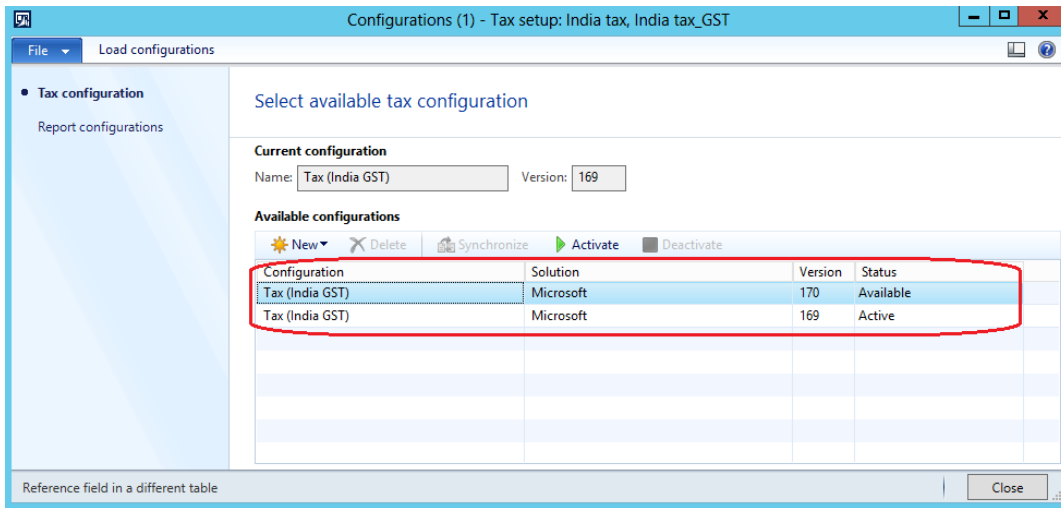 Configurations (1) - Tax setup: India tax, India tax_GST
File Load configurations
Tax configuration
Report configurations
Select available tax configuration
Current configuration
Name: Tax (India GST) Version: 169
Available configurations
New Delete Synchronize Activate Deactivate
Configuration Solution Version Status
Tax (India GST) Microsoft 170 Available
Tax (India GST) Microsoft 169 Active
Reference field in a different table Close